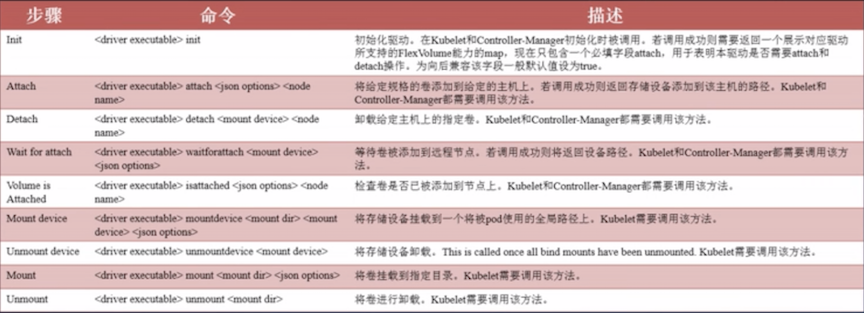 步骤 命令 描述
Init <driver executable> init 初始化驱动。在Kubelet和Controller-Manager初始化时被调用。若调用成功则需要返回一个展示对应驱动
所支持的FlexVolume能力的map，现在只包含一个必填字段attach，用于表明本驱动是否需要attach和
detach操作。为向后兼容该字段一般默认值设为true。
Attach <driver executable> attach <json options> <node 将给定规格的卷添加到给定的主机上。若调用成功则返回存储设备添加到该主机的路径。Kubelet和
name> Controller-Manager都需要调用该方法。
Detach <driver executable> detach <mount device> <node 卸载给定主机上的指定卷。Kubelet和Controller-Manager都需要调用该方法。
name>
Wait for attach <driver executable> waitforattach <mount device> 等待卷被添加到远程节点。若调用成功则将返回设备路径。Kubelet和Controller-Manager都需要调用该方
<json options> 法。
Volume is <driver executable> isattached <json options> <node 检查卷是否已被添加到节点上。Kubelet和Controller-Manager都需要调用该方法。
Attached name>
Mount device <driver executable> mountdevice <mount dir> <mount 将存储设备挂载到一个将被pod使用的全局路径上。Kubelet需要调用该方法。
device> <json options>
Unmount device <driver executable> unmountdevice <mount device> 将存储设备卸载。This is called once all bind mounts have been unmounted. Kubelet需要调用该方法。
Mount <driver executable> mount <mount dir> <json options> 将卷挂载到指定目录。Kubelet需要调用该方法。
Unmount <driver executable> unmount <mount dir> 将卷进行卸载。Kubelet需要调用该方法。